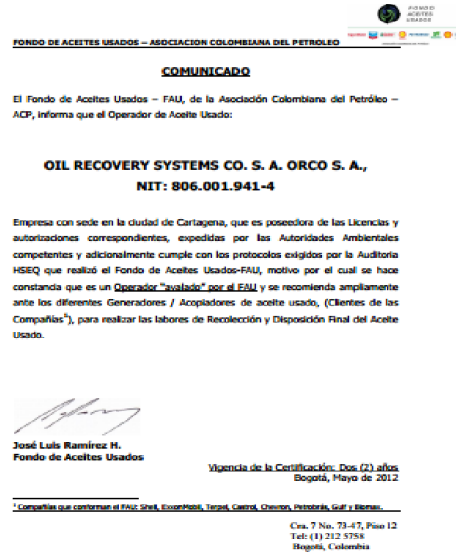 FONDO
ACEITES
USADOS
FONDO DE ACEITES USADOS – ASOCIACION COLOMBIANA DEL PETROLEO
COMUNICADO
El Fondo de Aceites Usados – FAU, de la Asociación Colombiana del Petróleo –
ACP, informa que el Operador de Aceite Usado:
OIL RECOVERY SYSTEMS CO. S. A. ORCO S. A.,
NIT: 806.001.941-4
Empresa con sede en la ciudad de Cartagena, que es poseedora de las Licencias y
autorizaciones correspondientes, expedidas por las Autoridades Ambientales
competentes y adicionalmente cumple con los protocolos exigidos por la Auditoria
HSEQ que realizó el Fondo de Aceites Usados-FAU, motivo por el cual se hace
constancia que es un Operador "avalado" por el FAU y se recomienda ampliamente
ante los diferentes Generadores / Acopiadores de aceite usado, (Clientes de las
Compañías), para realizar las labores de Recolección y Disposición Final del Aceite
Usado.
José Luis Ramírez H.
Fondo de Aceites Usados
Vigencia de la Certificación: Dos (2) años
Bogotá, Mayo de 2012
Compañías que conforman el FAU: Shell, ExxonMobil, Terpel, Castrol, Chevron, Petrobrás, Gulf y Biomax.
Cra. 7 No. 73-47, Piso 12
Tel: (1) 212 5758
Bogotá, Colombia